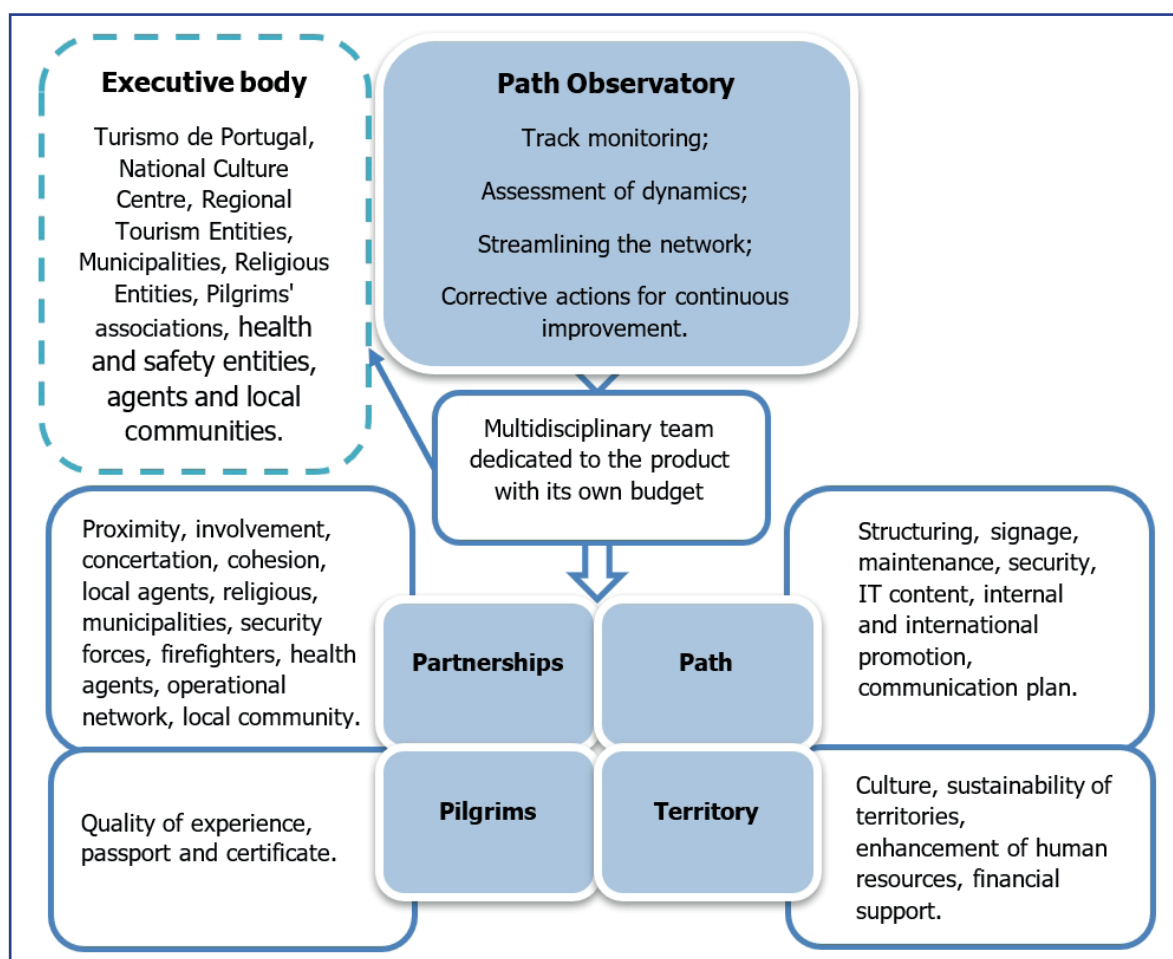 Executive body
Turismo de Portugal,
National Culture
Centre, Regional
Tourism Entities,
Municipalities, Religious
Entities, Pilgrims'
associations, health
and safety entities,
agents and local
communities.
Path Observatory
Track monitoring;
Assessment of dynamics;
Streamlining the network;
Corrective actions for continuous
improvement.
Multidisciplinary team
dedicated to the product
with its own budget
Proximity, involvement,
concertation, cohesion,
local agents, religious,
municipalities, security
forces, firefighters, health
agents, operational
network, local community.
Partnerships
Path
Structuring, signage,
maintenance, security,
IT content, internal
and international
promotion,
communication plan.
Quality of experience,
passport and certificate.
Pilgrims
Territory
Culture, sustainability of
territories,
enhancement of human
resources, financial
support.